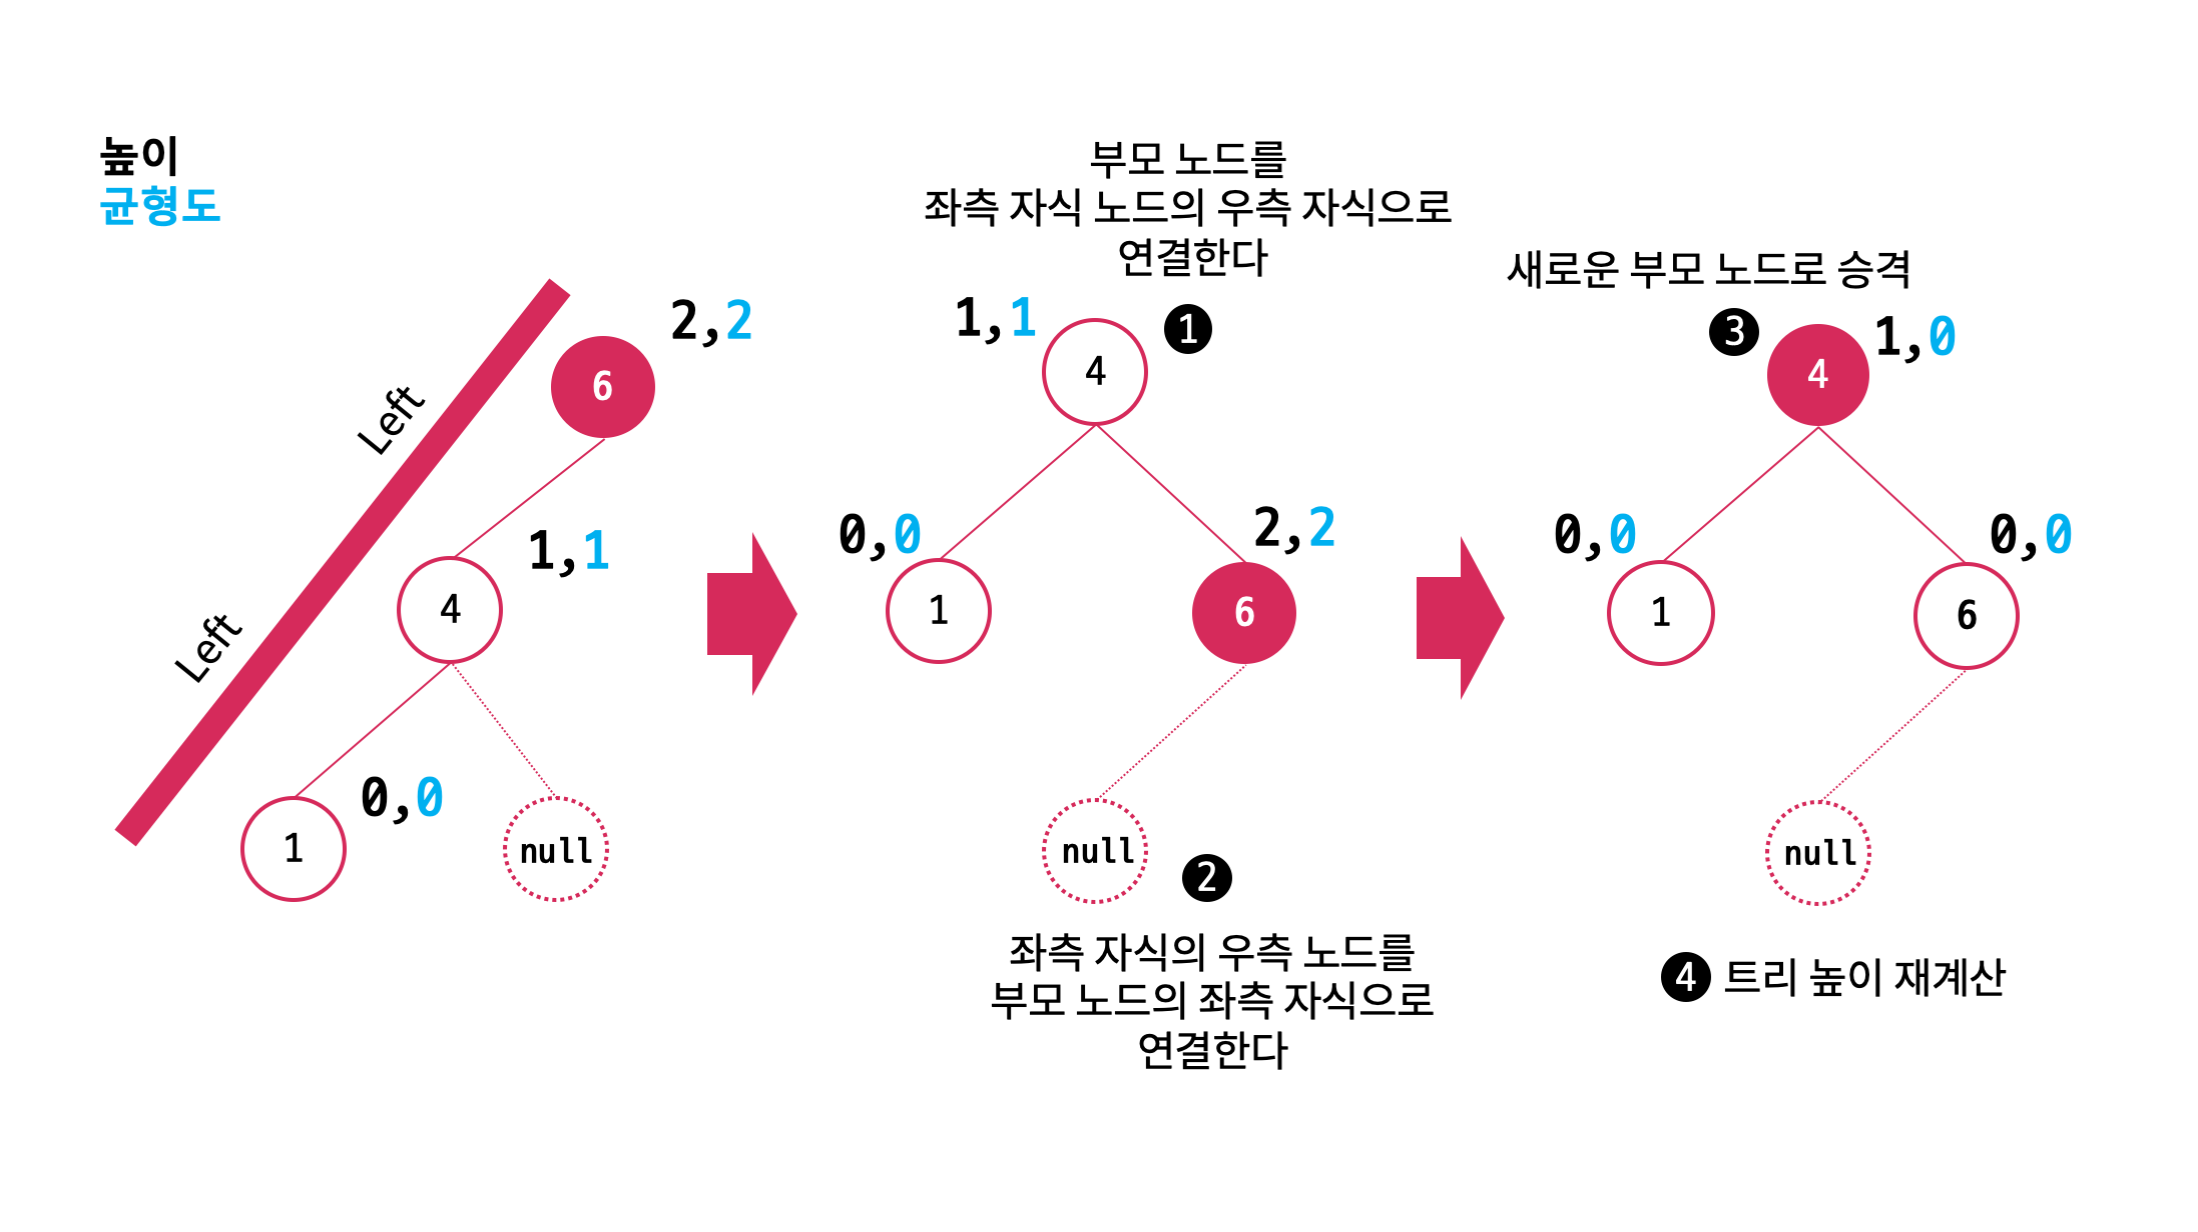 높이
균형도
Left
Left
2,2
6
1,1
4
0,0
1
null
부모 노드를
좌측 자식 노드의 우측 자식으로
연결한다
1,1
1
4
0,0
1
2,2
6
null
2
좌측 자식의 우측 노드를
부모 노드의 좌측 자식으로
연결한다
새로운 부모 노드로 승격
3
4
1,0
0,0
1
0,0
6
null
4 트리 높이 재계산